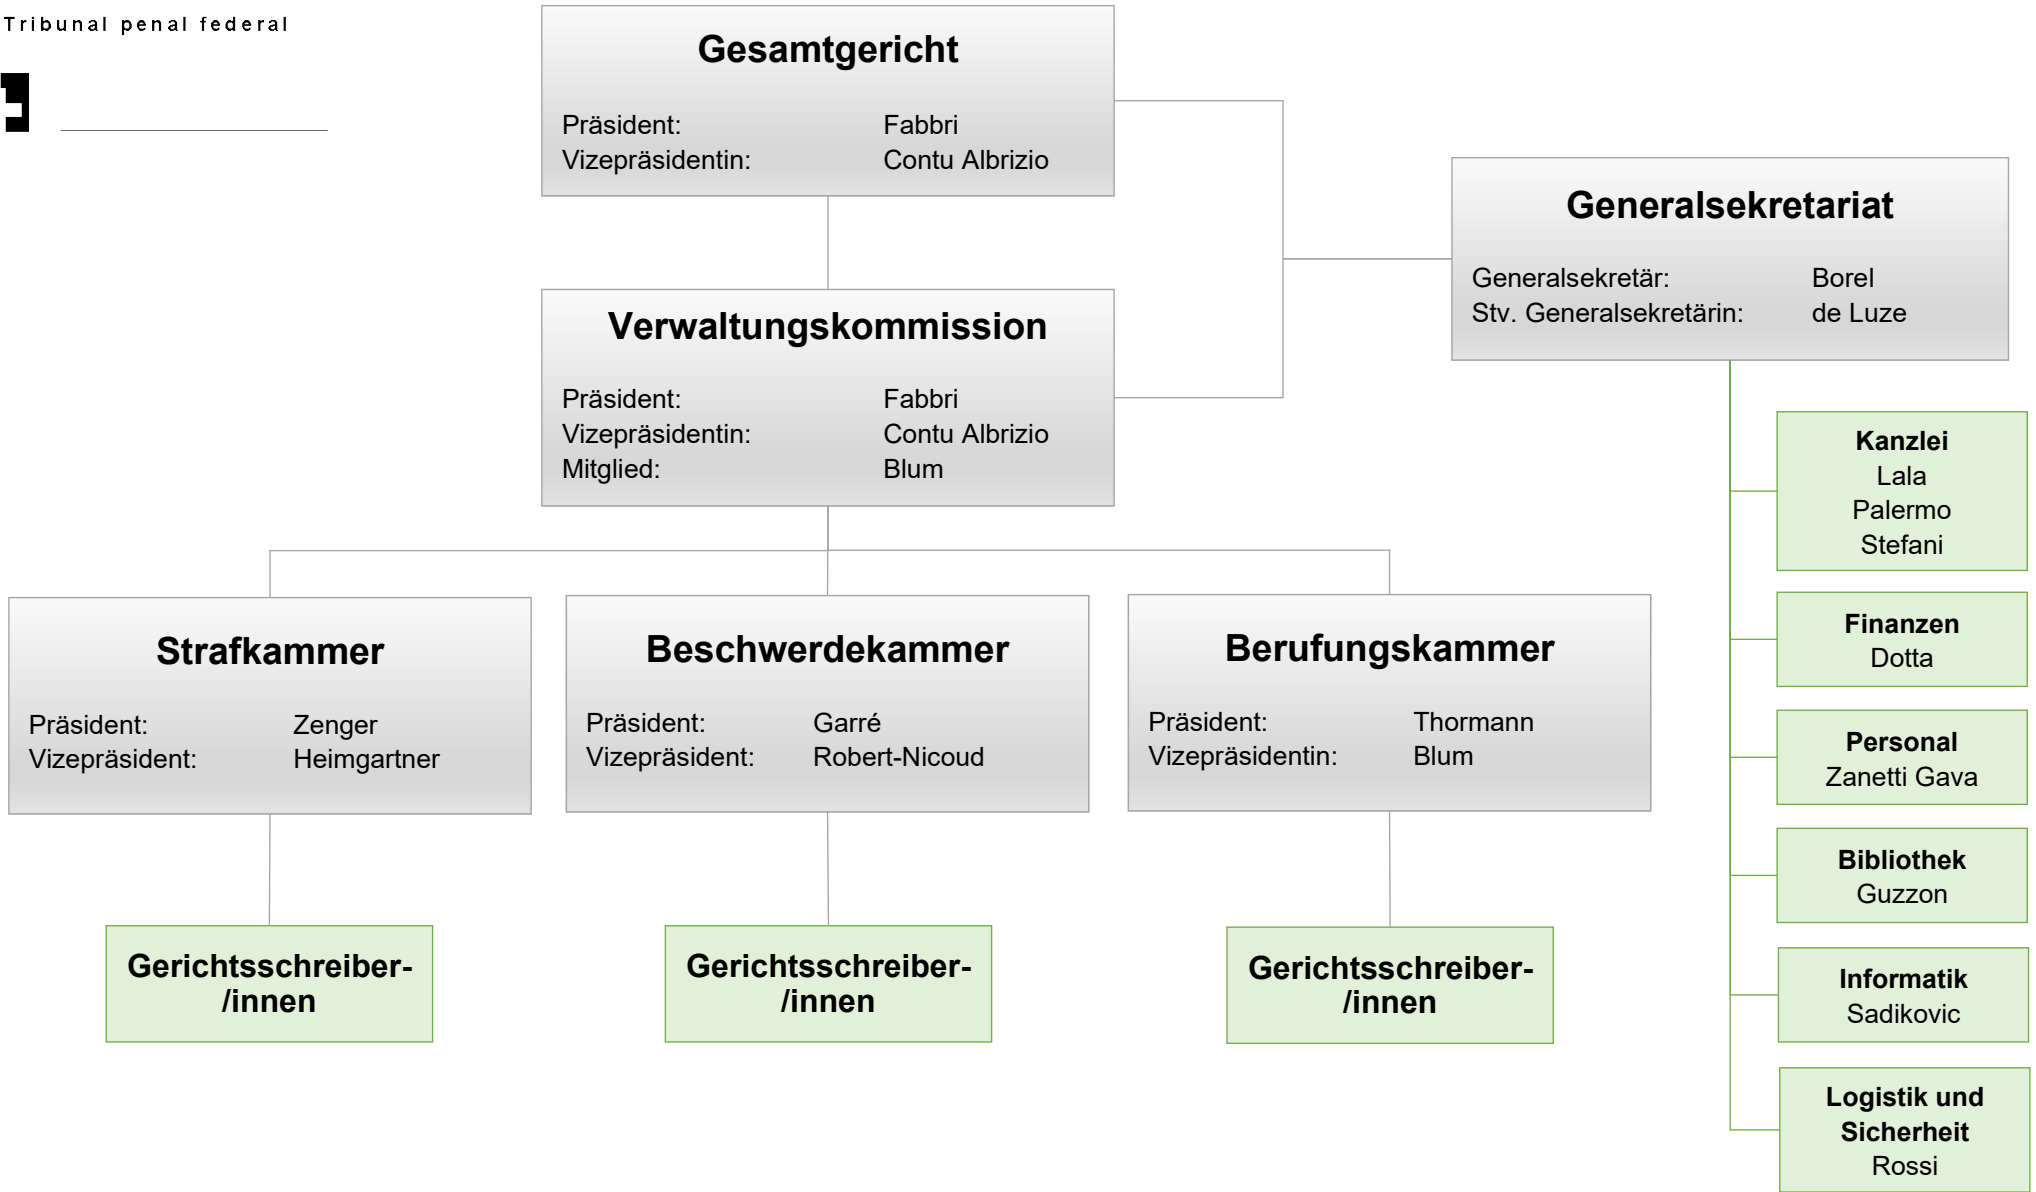 Tribunal penal federal
Gesamtgericht
Präsident: Fabbri
Vizepräsidentin: Contu Albrizio
Generalsekretariat
Generalsekretär: Borel
Stv. Generalsekretärin: de Luze
Verwaltungskommission
Präsident: Fabbri
Vizepräsidentin: Contu Albrizio
Mitglied: Blum
Kanzlei
Lala
Palermo
Stefani
Finanzen
Dotta
Personal
Zanetti Gava
Bibliothek
Guzzon
Informatik
Sadikovic
Logistik und
Sicherheit
Rossi
Strafkammer
Präsident: Zenger
Vizepräsident: Heimgartner
Beschwerdekammer
Präsident: Garré
Vizepräsident: Robert-Nicoud
Berufungskammer
Präsident: Thormann
Vizepräsidentin: Blum
Gerichtsschreiber-
/innen
Gerichtsschreiber-
/innen
Gerichtsschreiber-
/innen